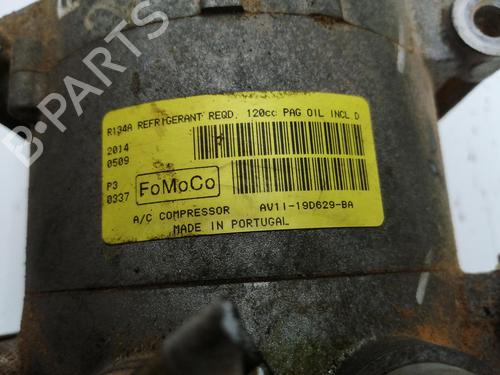 R134A REFRIGERANT REQD, 120cc PAG OIL INCL.D
2014
0509
P3
0337
FoMoCo
A/C COMPRESSOR AV11-19D629-BA
MADE IN PORTUGAL
B-PARTS